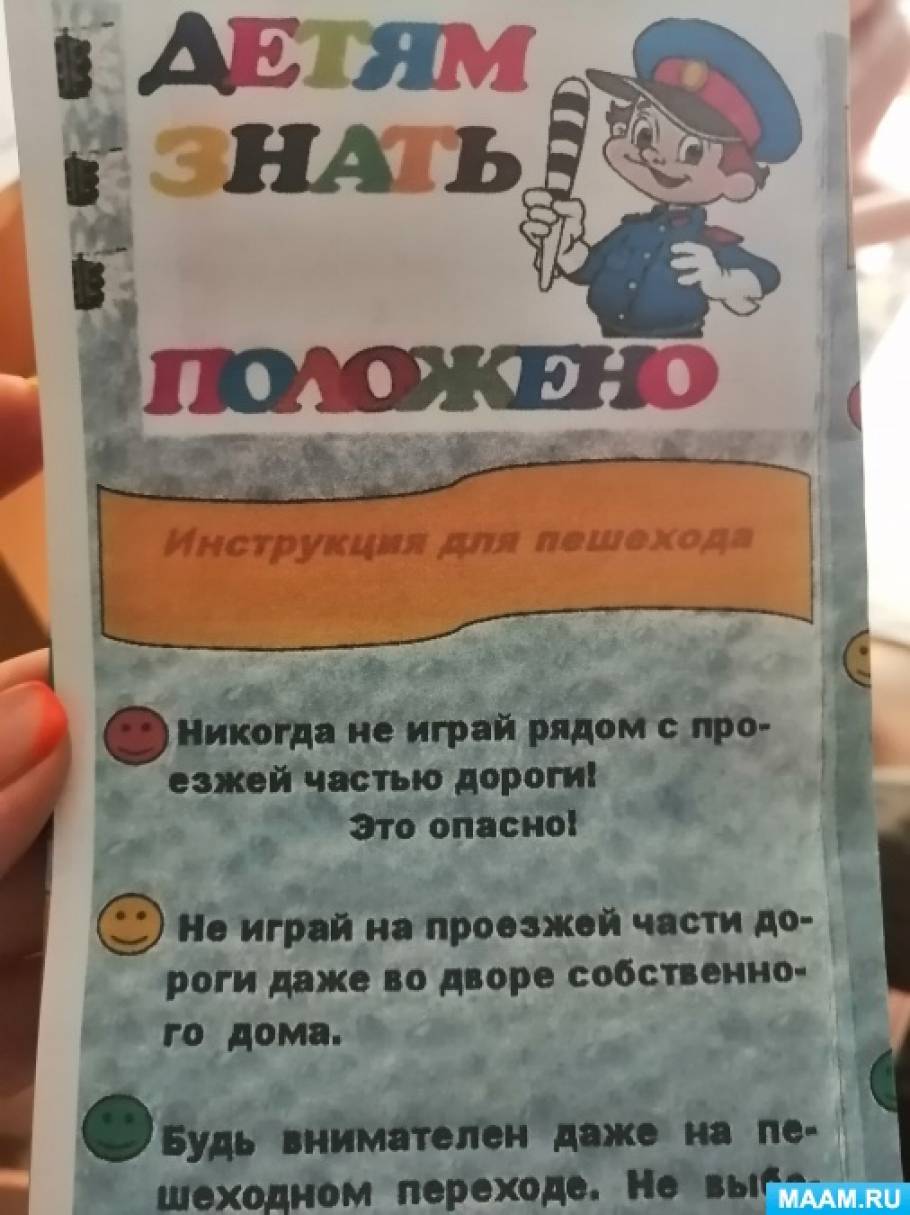 ДЕТЯМ
ЗНАТЬ
ПОЛОЖЕНО
Инструкция для пешехода
Никогда не играй рядом с про-
езжей частью дороги!
Это опасно!
Не играй на проезжей части до-
роги даже во дворе собственно-
го дома.
Будь внимателен даже на пе-
шеходном переходе. Не выбе-
MAAM.RU